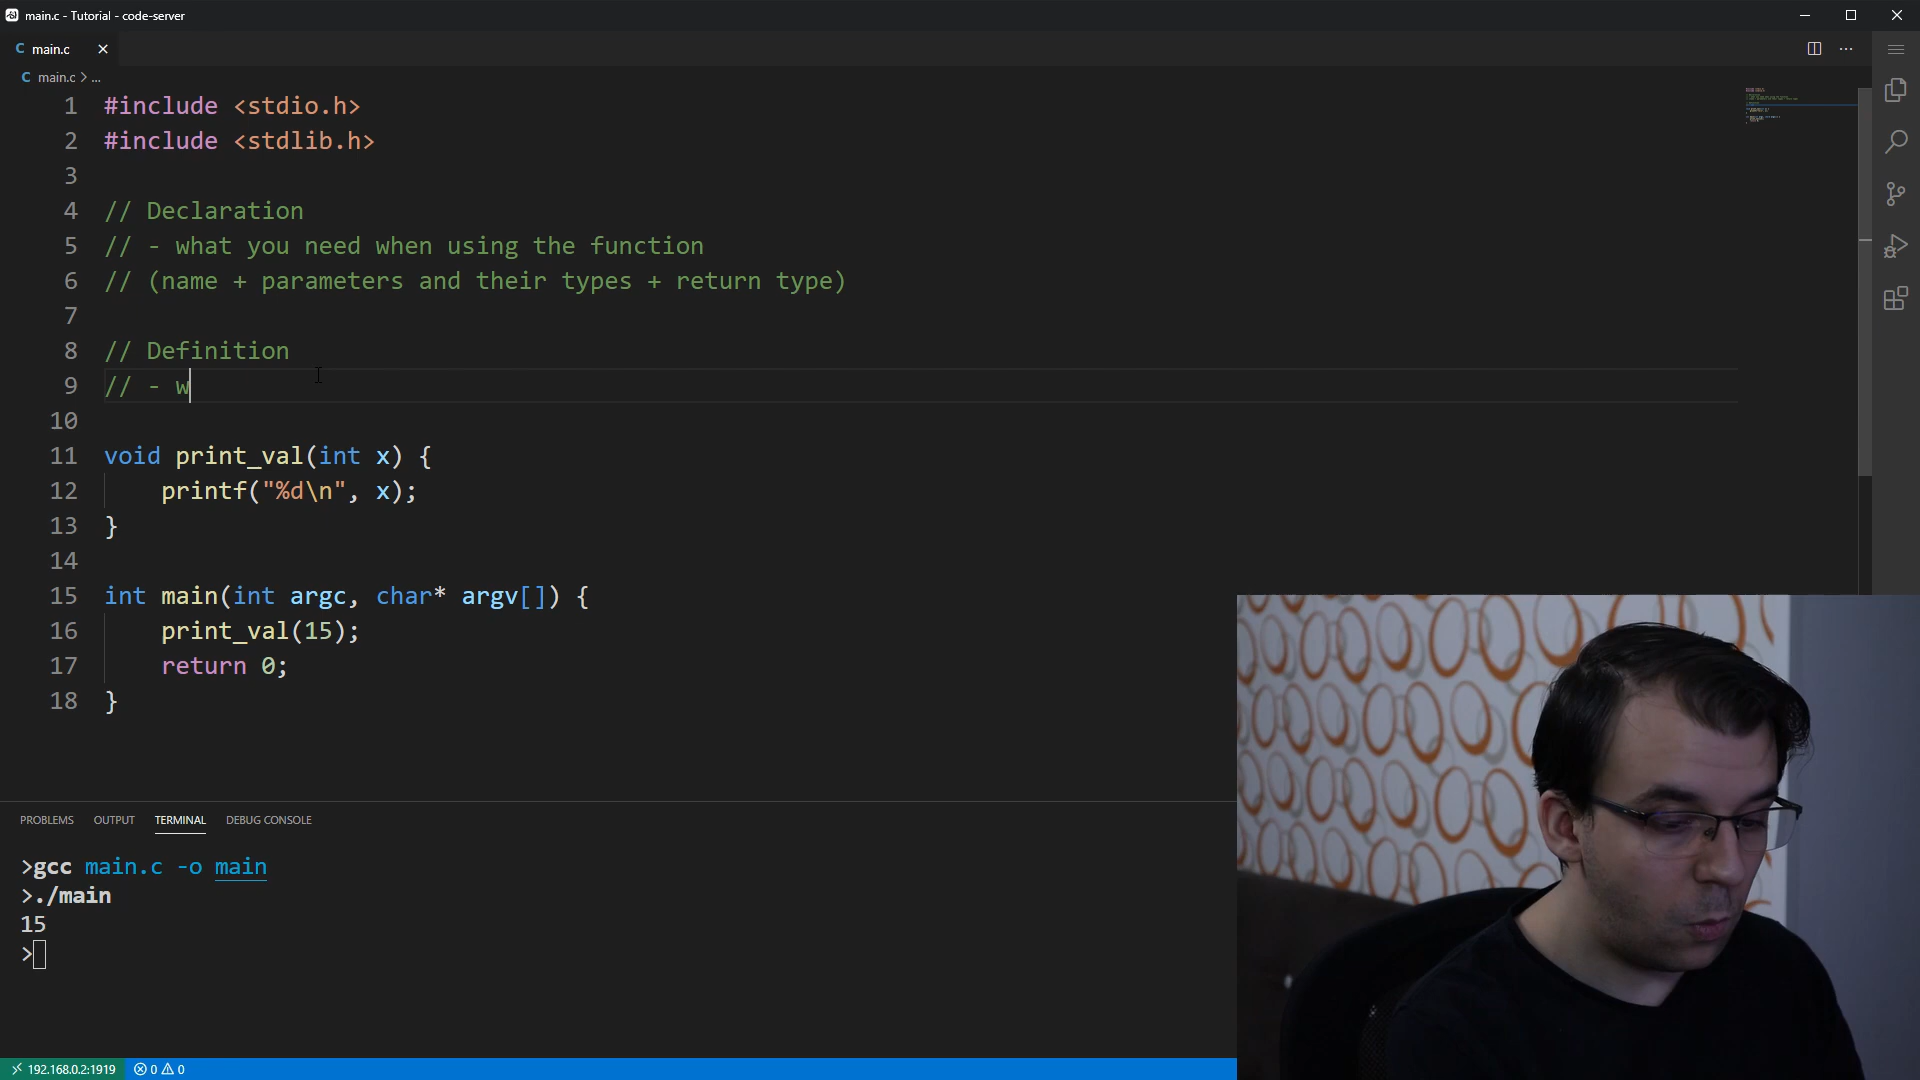 main.c - Tutorial - code-server
C main.c
C main.c > ...
1 #include <stdio.h>
2 #include <stdlib.h>
3
4 // Declaration
5 // - what you need when using the function
6 // (name + parameters and their types + return type)
7
8 // Definition
9 // - w
10
11 void print_val(int x) {
12 printf("%d\n", x);
13 }
14
15 int main(int argc, char* argv[]) {
16 print_val(15);
17 return 0;
18 }
PROBLEMS OUTPUT TERMINAL DEBUG CONSOLE
>gcc main.c -o main
>./main
15
>
192.168.0.2:1919 0 0